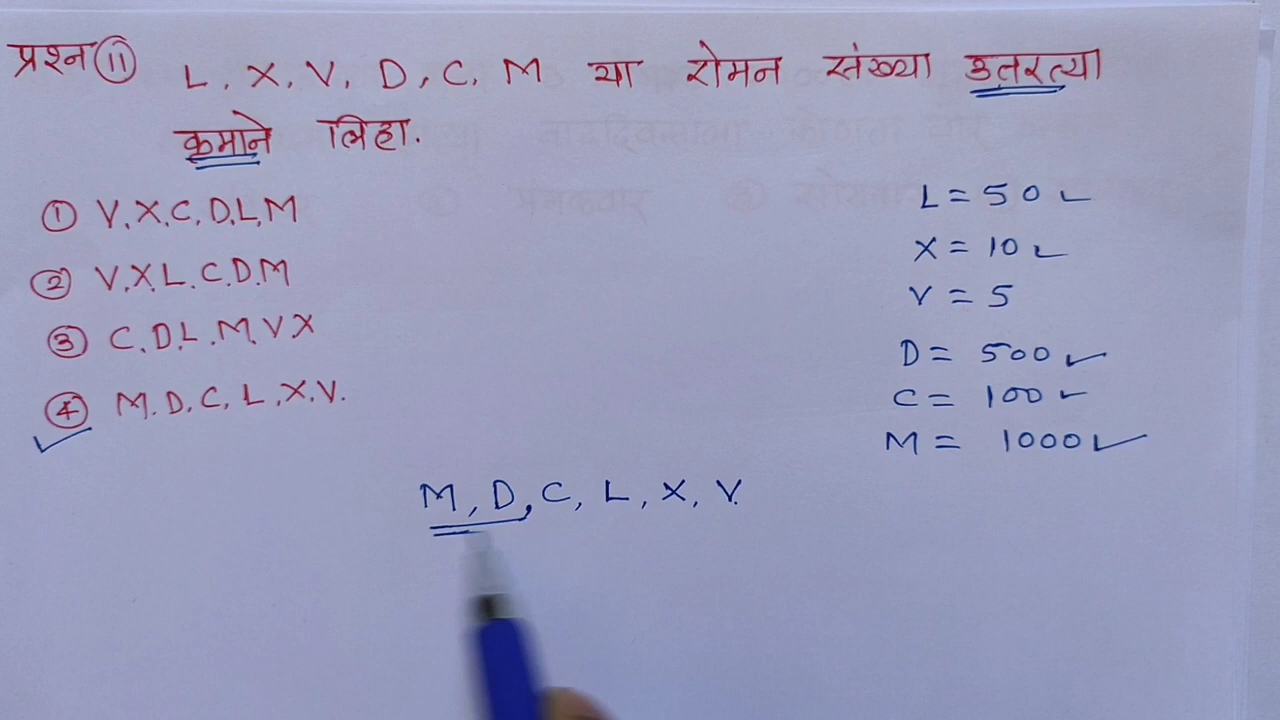 प्रश्न ⑪ L, X, V, D, C, M या रोमन संख्या उतरत्या
क्रमाने लिहा.
① V, X, C, D, L, M
② V, X, L, C, D, M
③ C, D, L, M, V X
④ M, D, C, L, X, V.
L = 50 ✓
X = 10 ✓
V = 5
D = 500 ✓
C = 100 ✓
M = 1000 ✓
M, D, C, L, X, V.